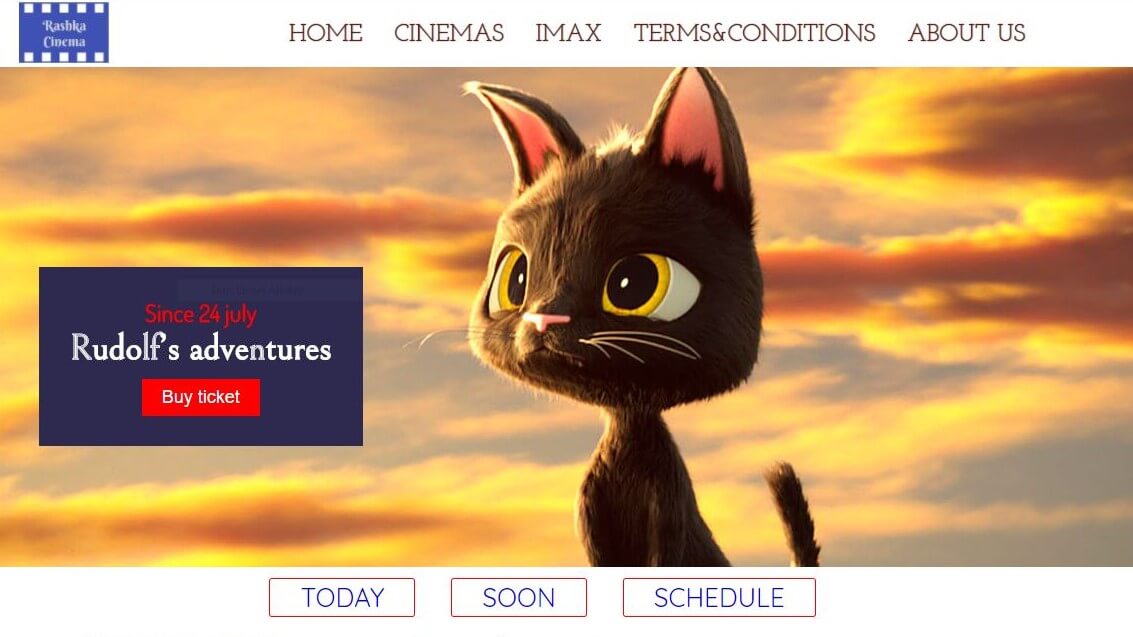 Rashka
Cinema
HOME CINEMAS IMAX TERMS&CONDITIONS ABOUT US
Since 24 july
Rudolf's adventures
Buy ticket
TODAY SOON SCHEDULE